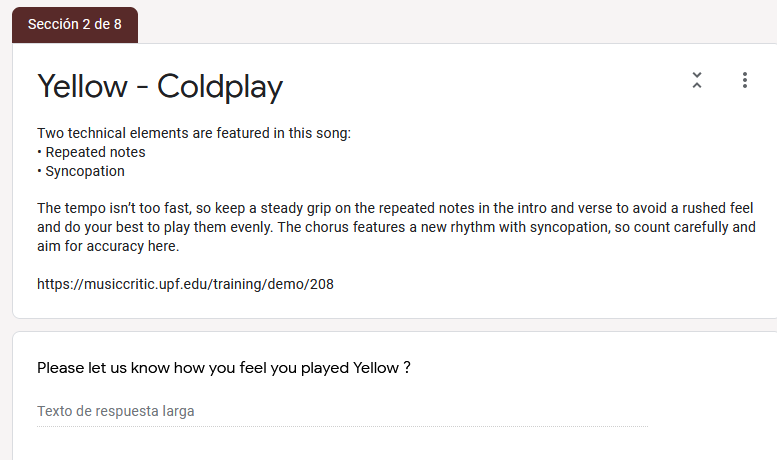 Sección 2 de 8
Yellow - Coldplay
Two technical elements are featured in this song:
• Repeated notes
• Syncopation
The tempo isn’t too fast, so keep a steady grip on the repeated notes in the intro and verse to avoid a rushed feel
and do your best to play them evenly. The chorus features a new rhythm with syncopation, so count carefully and
aim for accuracy here.
https://musiccritic.upf.edu/training/demo/208
Please let us know how you feel you played Yellow ?
Texto de respuesta larga